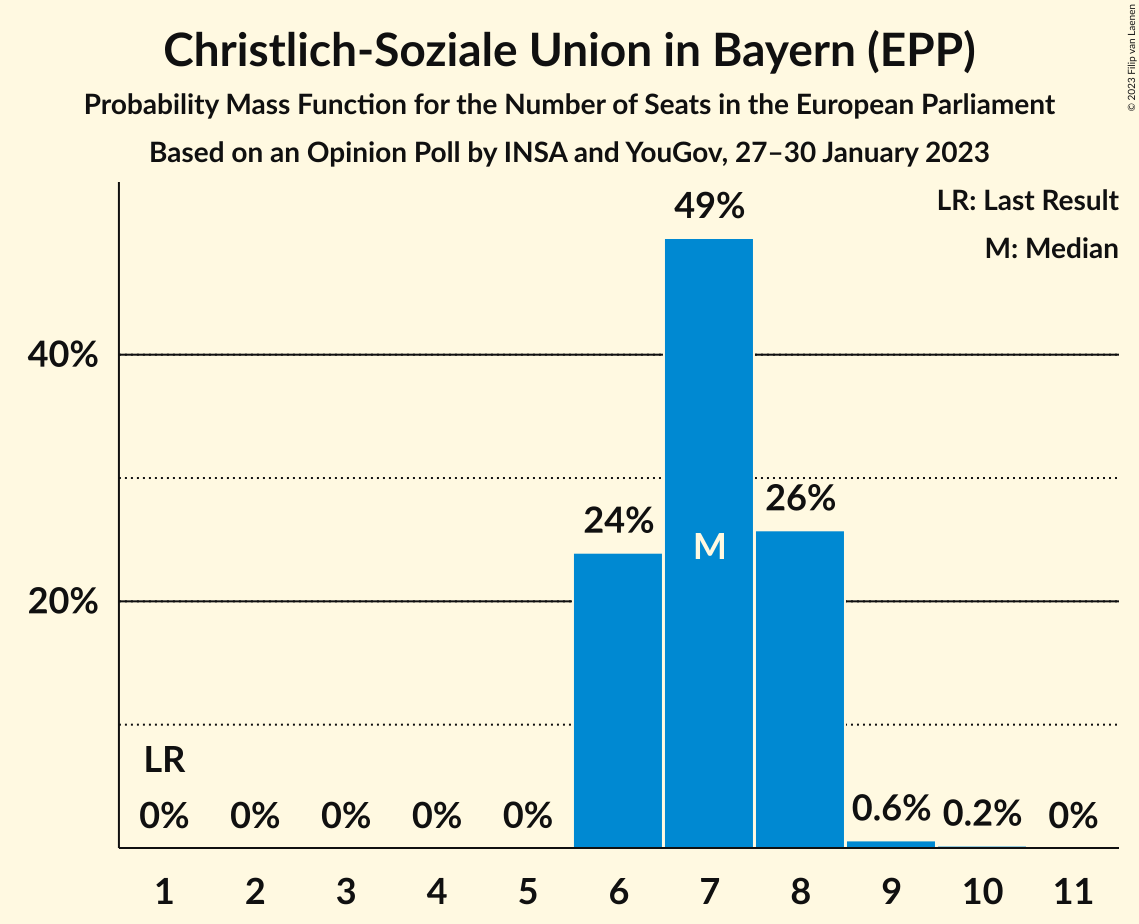 Christlich-Soziale Union in Bayern (EPP)
Probability Mass Function for the Number of Seats in the European Parliament
Based on an Opinion Poll by INSA and YouGov, 27–30 January 2023
© 2023 Filip van Laenen
LR: Last Result
M: Median
49%
40%
26%
24%
M
20%
LR
0% 0% 0% 0% 0% 0.6% 0.2% 0%
1 2 3 4 5 6 7 8 9 10 11